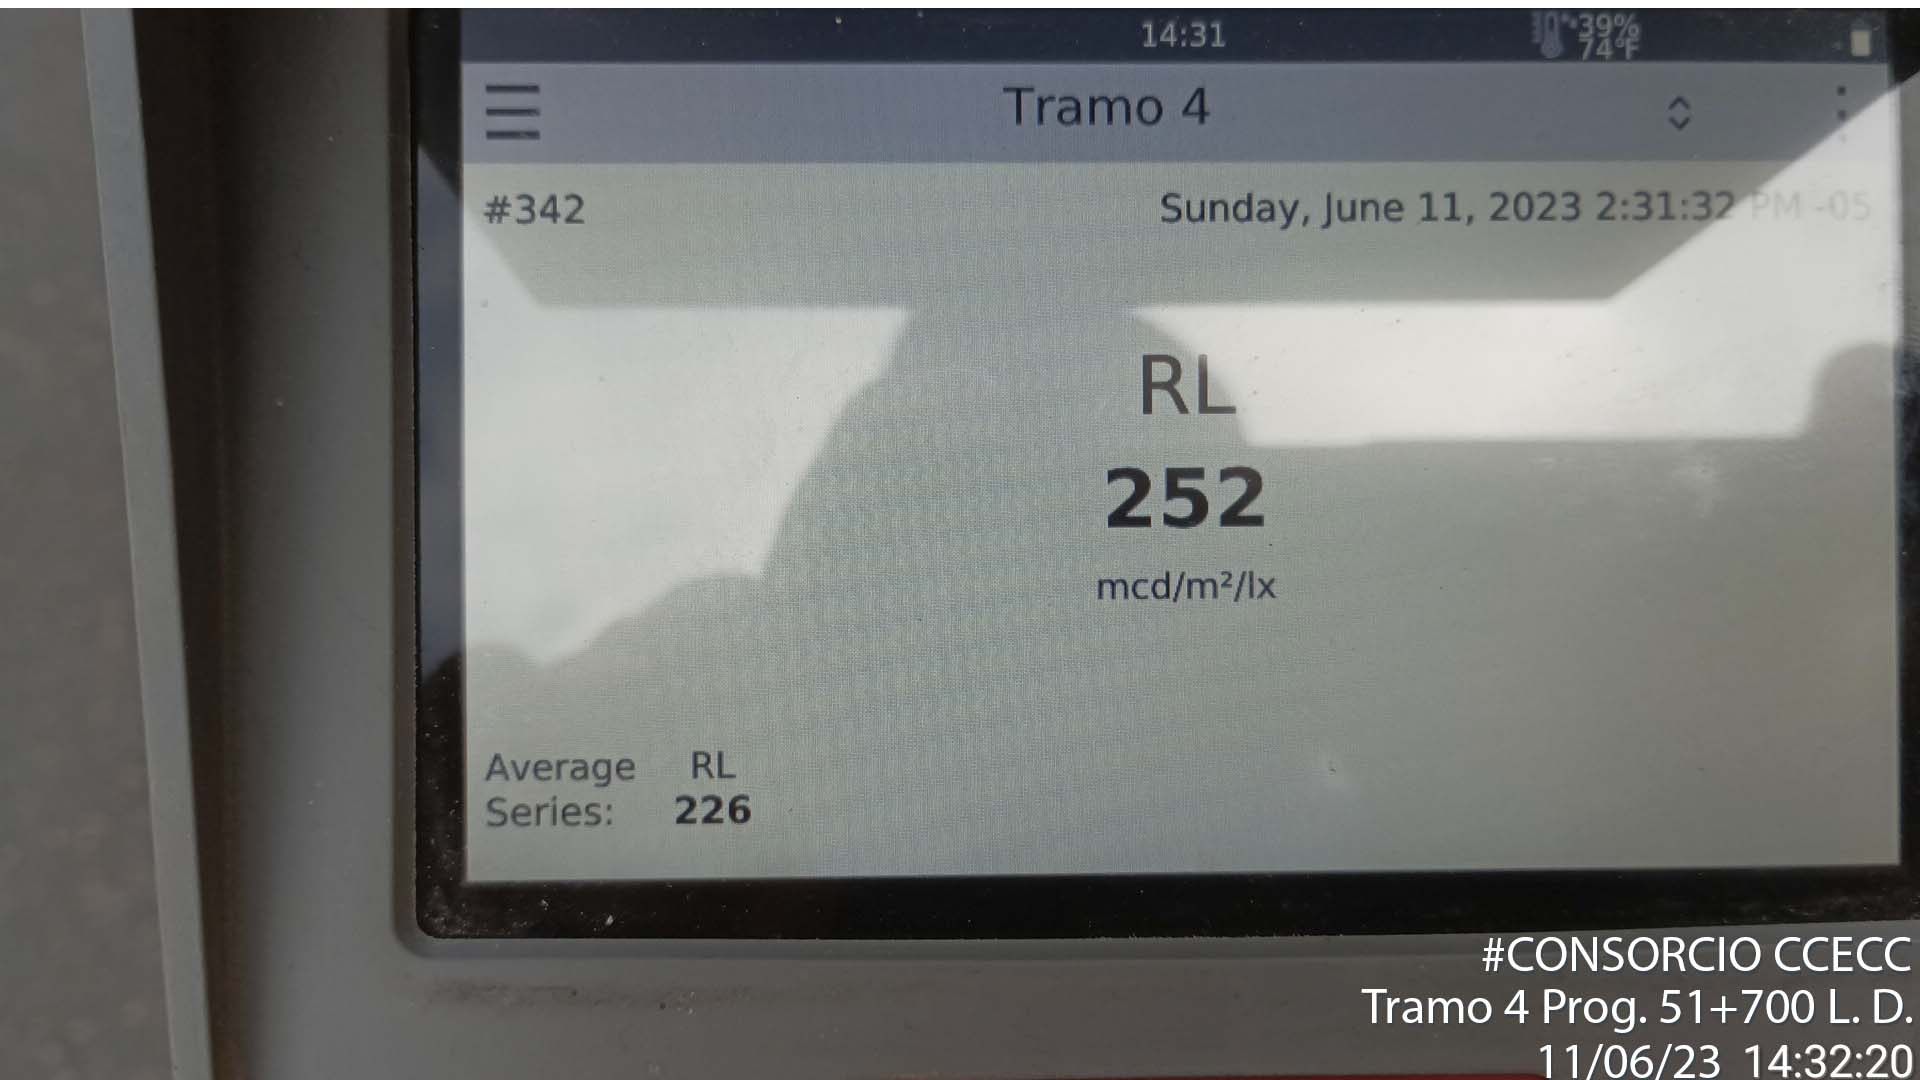 14:31
39%
74°F
Tramo 4
#342
Sunday, June 11, 2023 2:31:32 PM -05
RL
252
mcd/m²/lx
Average RL
Series: 226
#CONSORCIO CCECC
Tramo 4 Prog. 51+700 L. D.
11/06/23 14:32:20